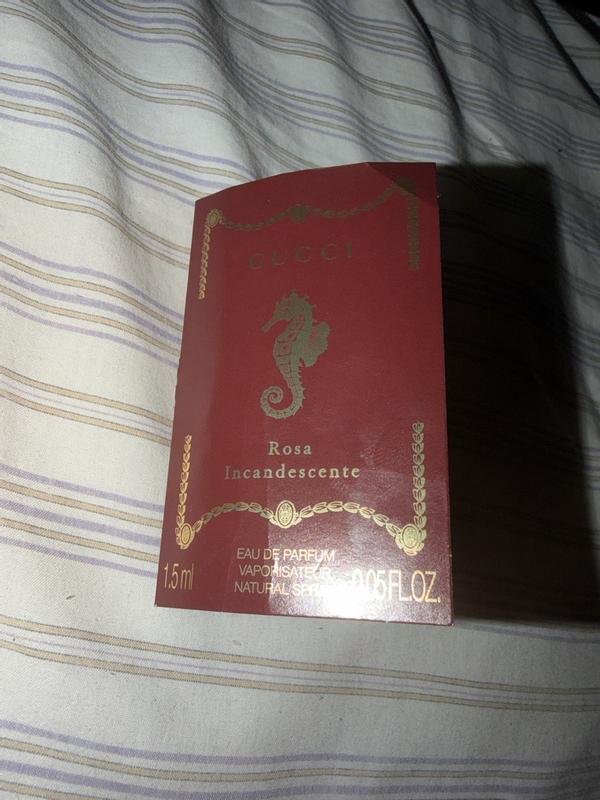 GUCCI
Rosa
Incandescente
EAU DE PARFUM
VAPORISATEUR
NATURAL SPRAY
1.5 ml
0.05 FL.OZ.